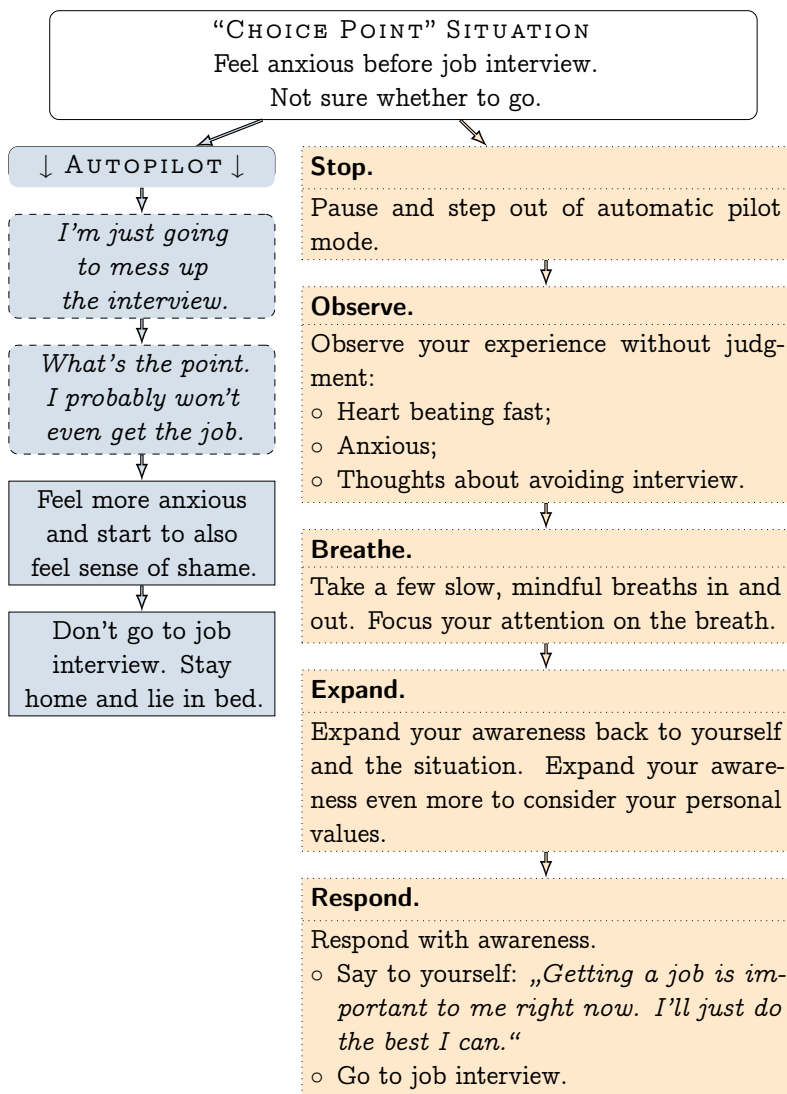 “CHOICE POINT” SITUATION
Feel anxious before job interview.
Not sure whether to go.
↓ AUTOPILOT ↓
I'm just going
to mess up
the interview.
What's the point.
I probably won't
even get the job.
Feel more anxious
and start to also
feel sense of shame.
Don't go to job
interview. Stay
home and lie in bed.
Stop.
Pause and step out of automatic pilot
mode.
Observe.
Observe your experience without judg-
ment:
○ Heart beating fast;
○ Anxious;
○ Thoughts about avoiding interview.
Breathe.
Take a few slow, mindful breaths in and
out. Focus your attention on the breath.
Expand.
Expand your awareness back to yourself
and the situation. Expand your aware-
ness even more to consider your personal
values.
Respond.
Respond with awareness.
○ Say to yourself: „Getting a job is im-
portant to me right now. I'll just do
the best I can.“
○ Go to job interview.